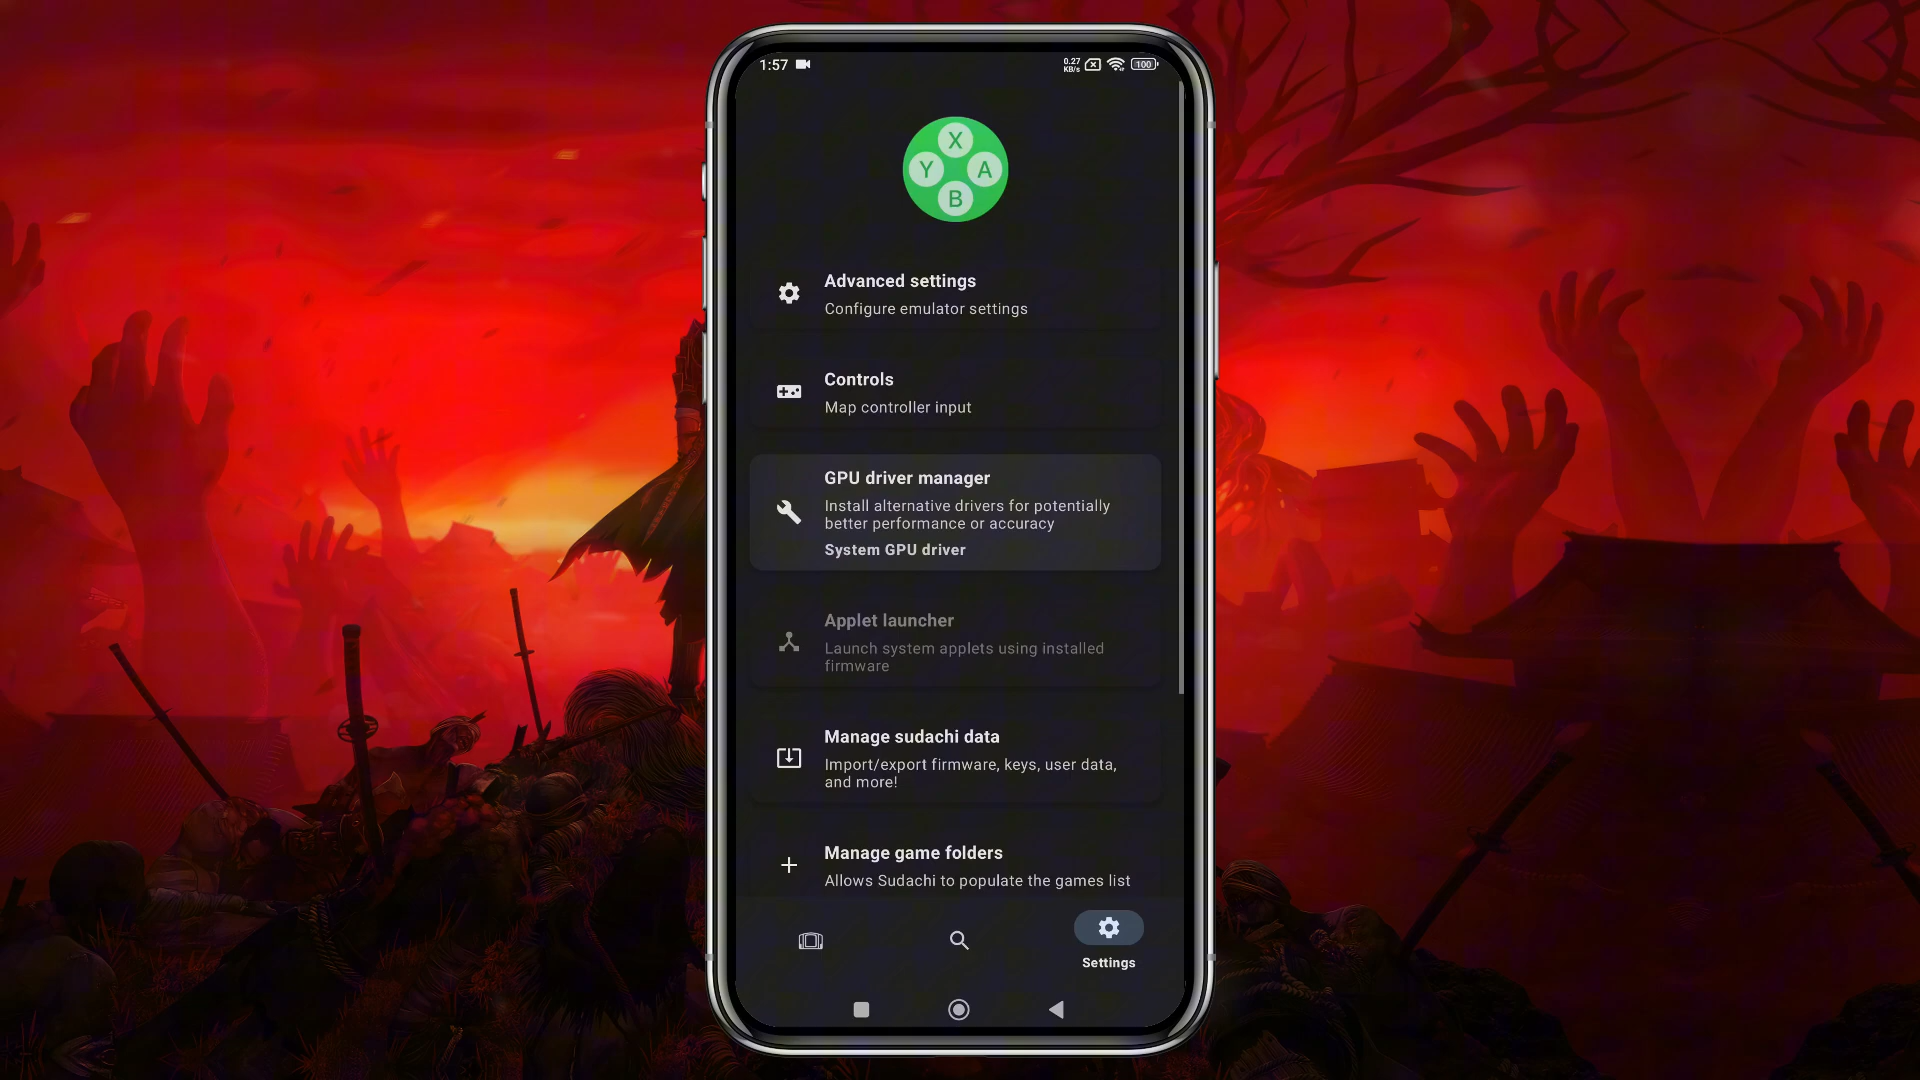 1:57
0.27
KB/s
100
X
Y A
B
Advanced settings
Configure emulator settings
Controls
Map controller input
GPU driver manager
Install alternative drivers for potentially
better performance or accuracy
System GPU driver
Applet launcher
Launch system applets using installed
firmware
Manage sudachi data
Import/export firmware, keys, user data,
and more!
Manage game folders
Allows Sudachi to populate the games list
Settings